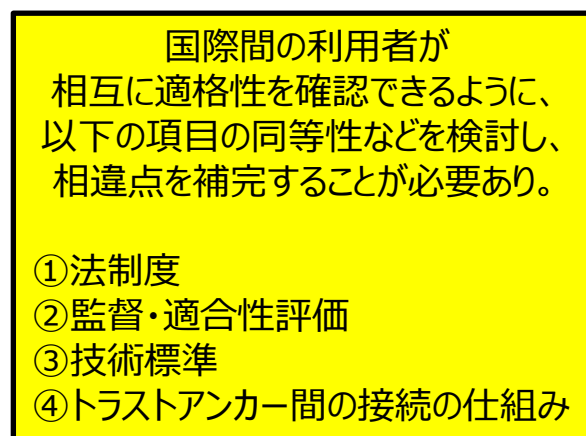 国際間の利用者が
相互に適格性を確認できるように、
以下の項目の同等性などを検討し、
相違点を補完することが必要あり。
①法制度
②監督・適合性評価
③技術標準
④トラストアンカー間の接続の仕組み